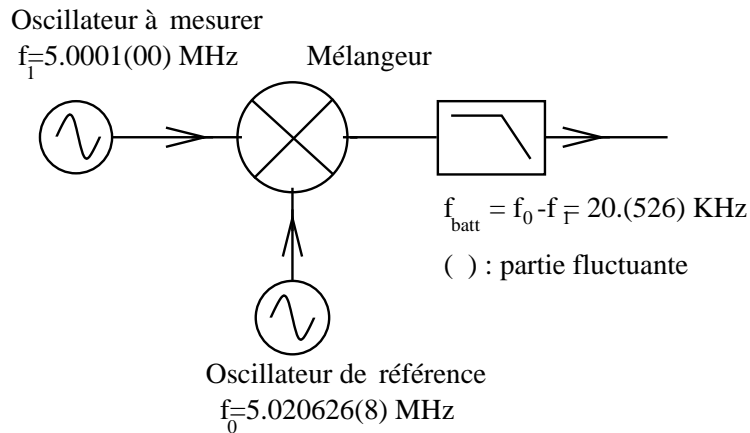 Oscillateur à mesurer
f1=5.0001(00) MHz
Mélangeur
fbatt = f0-f1= 20.(526) KHz
( ) : partie fluctuante
Oscillateur de référence
f0=5.020626(8) MHz